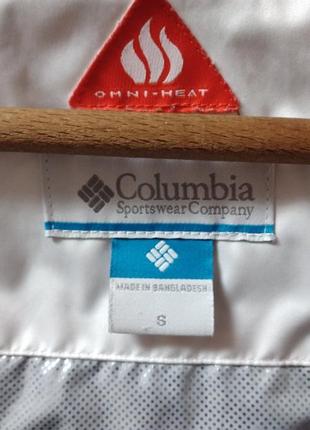 OMNI-HEAT
Columbia
Sportswear Company
MADE IN BANGLADESH
S